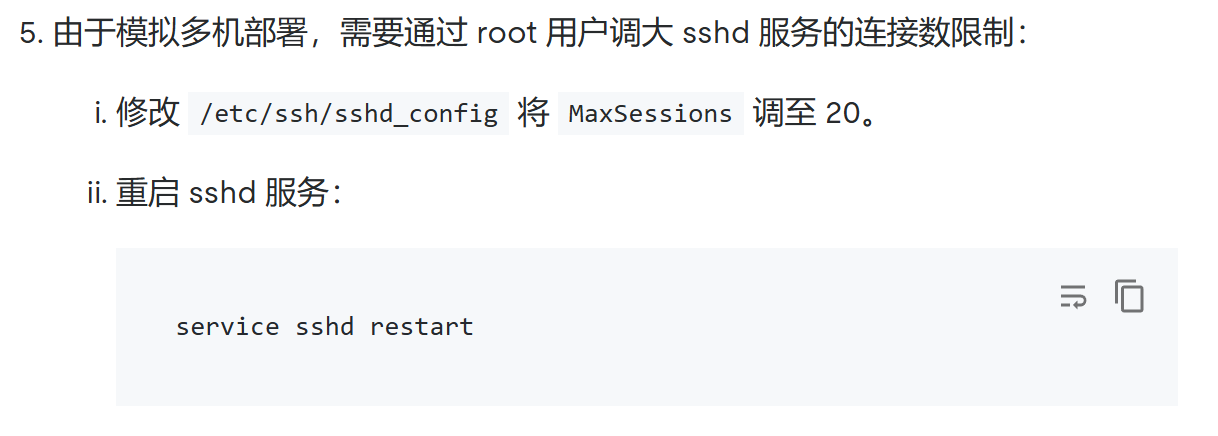 5. 由于模拟多机部署，需要通过 root 用户调大 sshd 服务的连接数限制：
i. 修改 /etc/ssh/sshd_config 将 MaxSessions 调至 20。
ii. 重启 sshd 服务：
service sshd restart